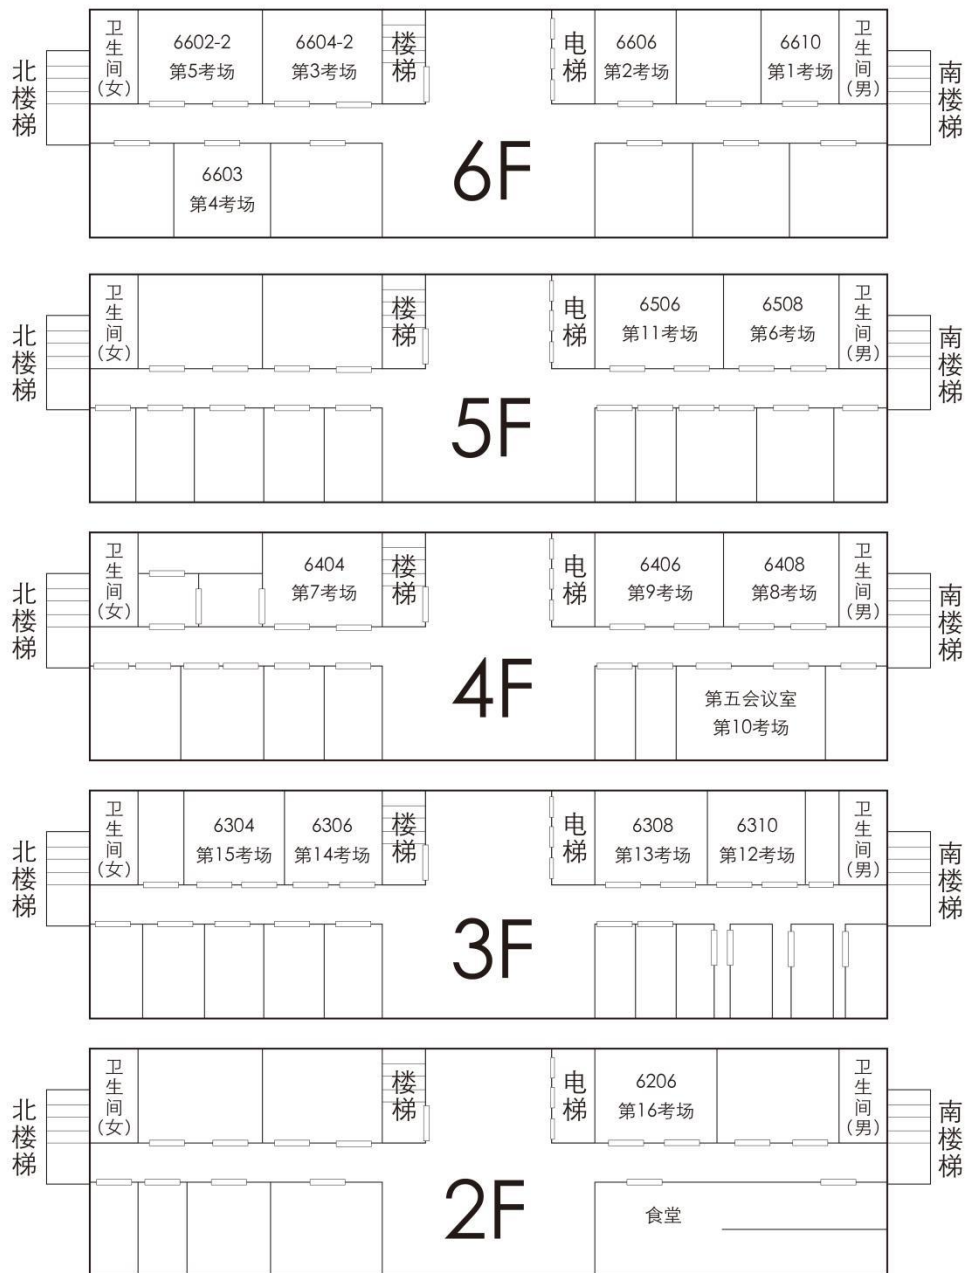 北楼梯
卫生间(女)
6602-2
第5考场
6604-2
第3考场
楼梯
电梯
6606
第2考场
6610
第1考场
卫生间(男)
南楼梯
6603
第4考场
6F
北楼梯
卫生间(女)
楼梯
电梯
6506
第11考场
6508
第6考场
卫生间(男)
南楼梯
5F
北楼梯
卫生间(女)
6404
第7考场
楼梯
电梯
6406
第9考场
6408
第8考场
卫生间(男)
南楼梯
4F
第五会议室
第10考场
北楼梯
卫生间(女)
6304
第15考场
6306
第14考场
楼梯
电梯
6308
第13考场
6310
第12考场
卫生间(男)
南楼梯
3F
北楼梯
卫生间(女)
楼梯
电梯
6206
第16考场
卫生间(男)
南楼梯
2F
食堂